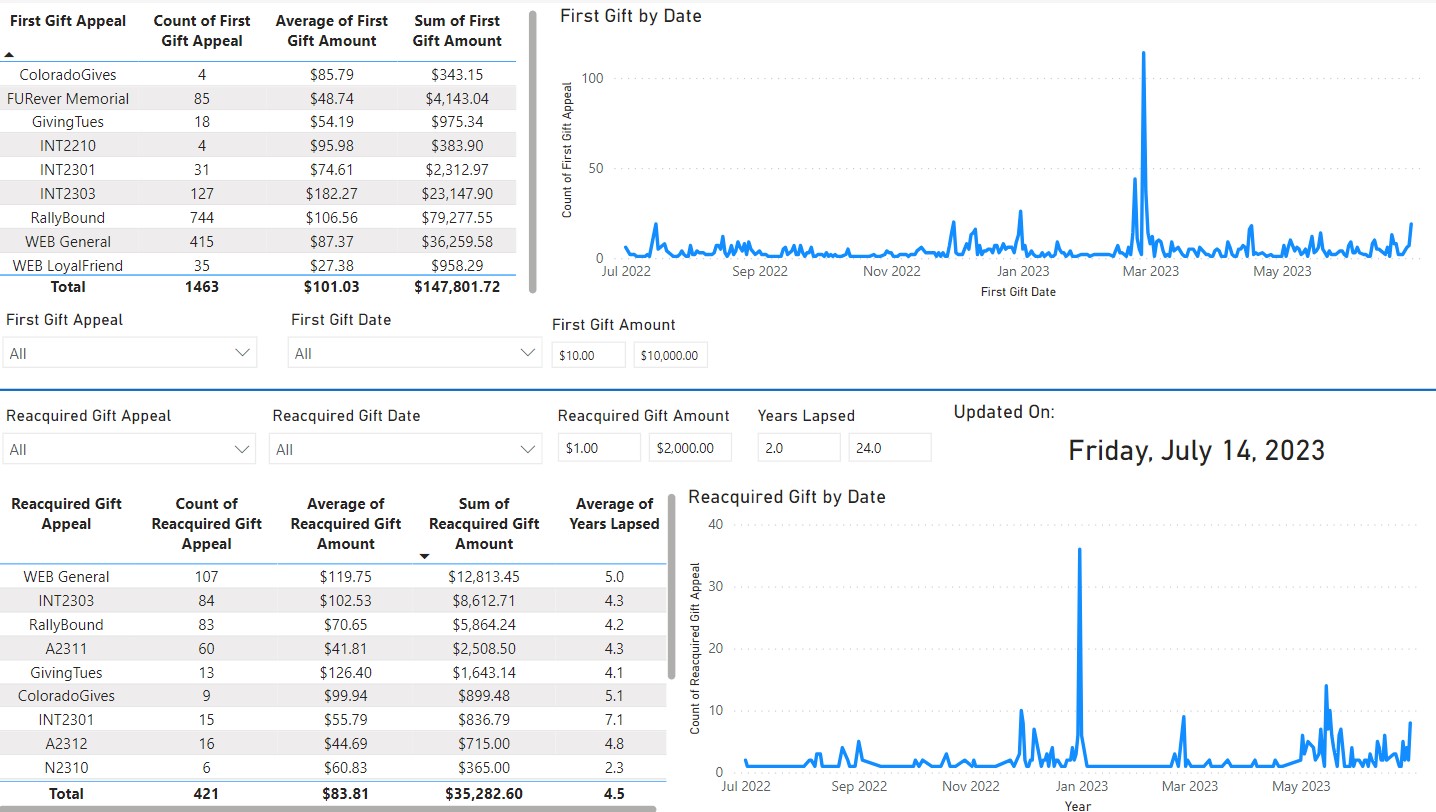 First Gift Appeal Count of First Gift Appeal Average of First Gift Amount Sum of First Gift Amount
ColoradoGives 4 $85.79 $343.15
FURever Memorial 85 $48.74 $4,143.04
GivingTues 18 $54.19 $975.34
INT2210 4 $95.98 $383.90
INT2301 31 $74.61 $2,312.97
INT2303 127 $182.27 $23,147.90
RallyBound 744 $106.56 $79,277.55
WEB General 415 $87.37 $36,259.58
WEB LoyalFriend 35 $27.38 $958.29
Total 1463 $101.03 $147,801.72
First Gift by Date
Count of First Gift Appeal
100
50
0
Jul 2022 Sep 2022 Nov 2022 Jan 2023 Mar 2023 May 2023
First Gift Date
First Gift Appeal
All
First Gift Date
All
First Gift Amount
$10.00 $10,000.00
Reacquired Gift Appeal
All
Reacquired Gift Date
All
Reacquired Gift Amount
$1.00 $2,000.00
Years Lapsed
2.0 24.0
Updated On:
Friday, July 14, 2023
Reacquired Gift Appeal Count of Reacquired Gift Appeal Average of Reacquired Gift Amount Sum of Reacquired Gift Amount Average of Years Lapsed
WEB General 107 $119.75 $12,813.45 5.0
INT2303 84 $102.53 $8,612.71 4.3
RallyBound 83 $70.65 $5,864.24 4.2
A2311 60 $41.81 $2,508.50 4.3
GivingTues 13 $126.40 $1,643.14 4.1
ColoradoGives 9 $99.94 $899.48 5.1
INT2301 15 $55.79 $836.79 7.1
A2312 16 $44.69 $715.00 4.8
N2310 6 $60.83 $365.00 2.3
Total 421 $83.81 $35,282.60 4.5
Reacquired Gift by Date
Count of Reacquired Gift Appeal
40
30
20
10
0
Jul 2022 Sep 2022 Nov 2022 Jan 2023 Mar 2023 May 2023
Year